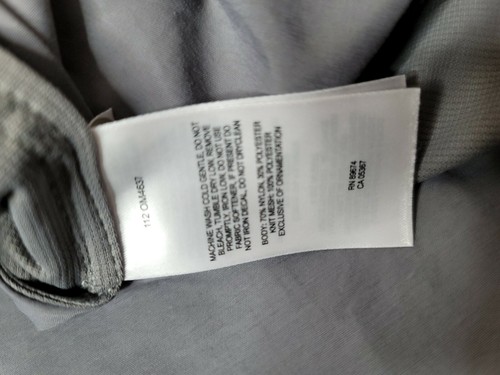 112 OM4637
MACHINE WASH COLD GENTLE, DO NOT
BLEACH, TUMBLE DRY LOW, REMOVE
PROMPTLY, IRON LOW, DO NOT USE
FABRIC SOFTENER, IF PRESENT DO
NOT IRON DECAL, DO NOT DRYCLEAN
BODY: 70% NYLON, 30% POLYESTER
KNIT MESH: 100% POLYESTER
EXCLUSIVE OF ORNAMENTATION
RN 89674
CA 05367